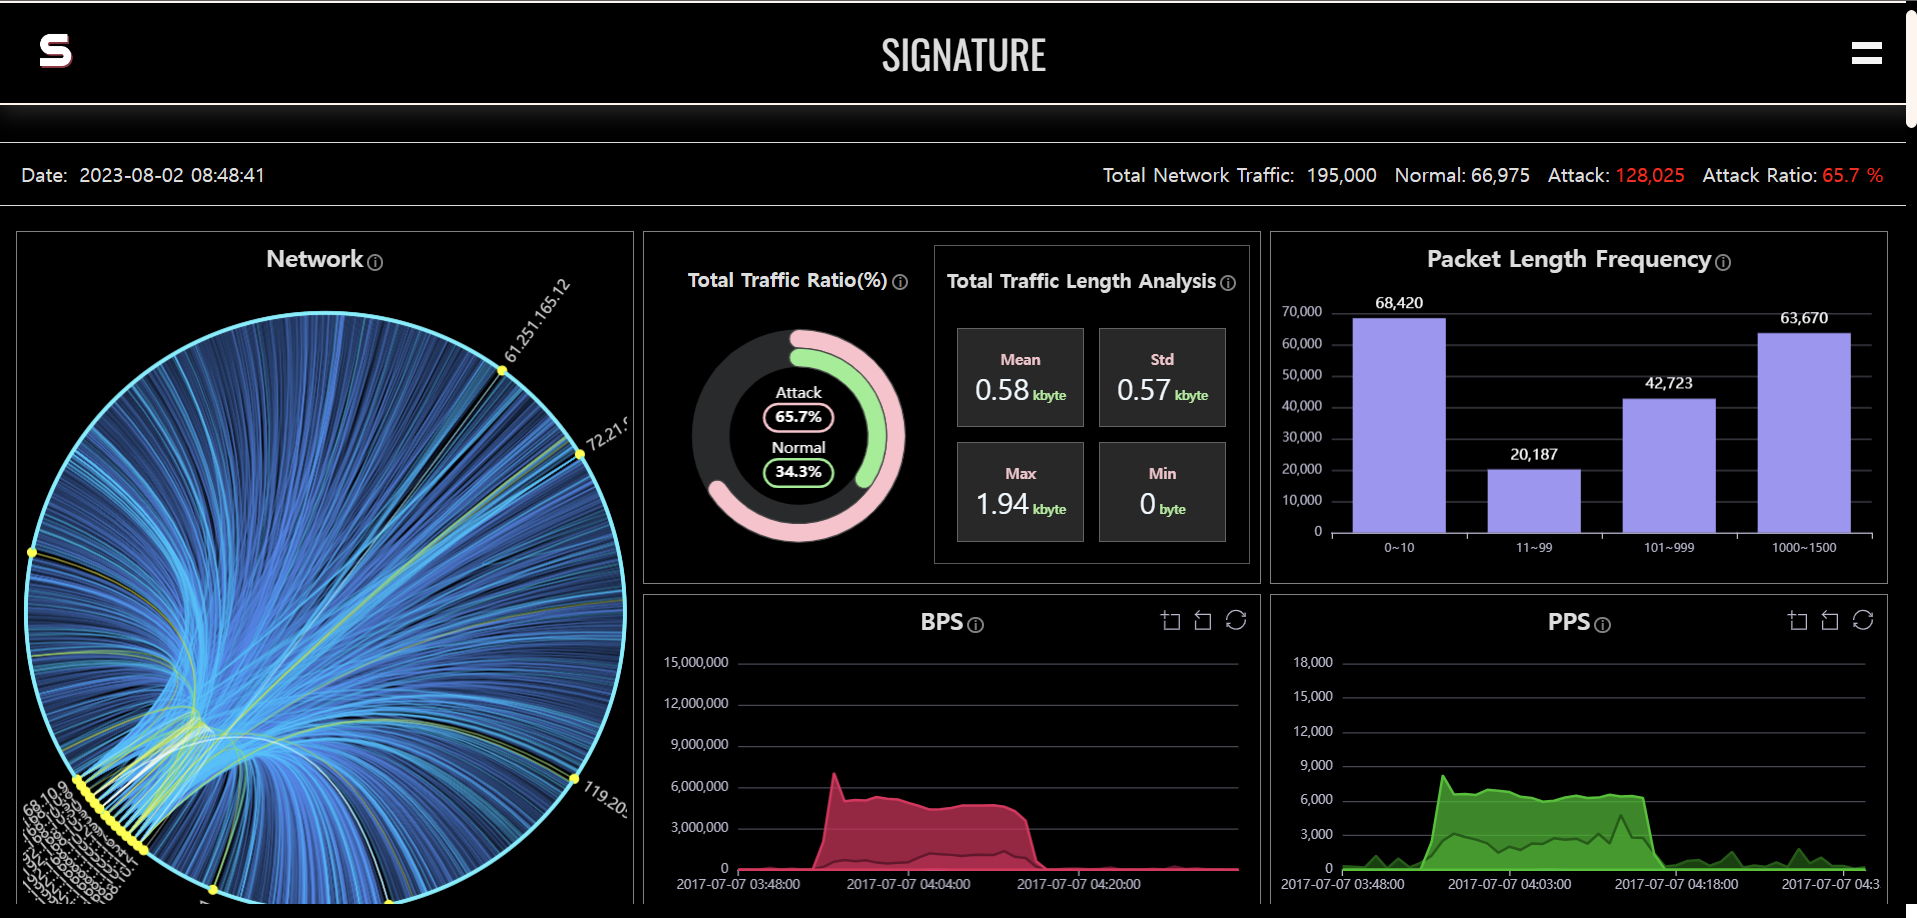 S
SIGNATURE
Date: 2023-08-02 08:48:41
Total Network Traffic: 195,000 Normal: 66,975 Attack: 128,025 Attack Ratio: 65.7 %
Network
61.251.165.12
72.21.
119.20
68.10.
Total Traffic Ratio(%)
Attack
65.7%
Normal
34.3%
Total Traffic Length Analysis
Mean
0.58 kbyte
Std
0.57 kbyte
Max
1.94 kbyte
Min
0 byte
Packet Length Frequency
70,000
60,000
50,000
40,000
30,000
20,000
10,000
0
68,420
20,187
42,723
63,670
0~10
11~99
101~999
1000~1500
BPS
15,000,000
12,000,000
9,000,000
6,000,000
3,000,000
0
2017-07-07 03:48:00
2017-07-07 04:04:00
2017-07-07 04:20:00
PPS
18,000
15,000
12,000
9,000
6,000
3,000
0
2017-07-07 03:48:00
2017-07-07 04:03:00
2017-07-07 04:18:00
2017-07-07 04:3